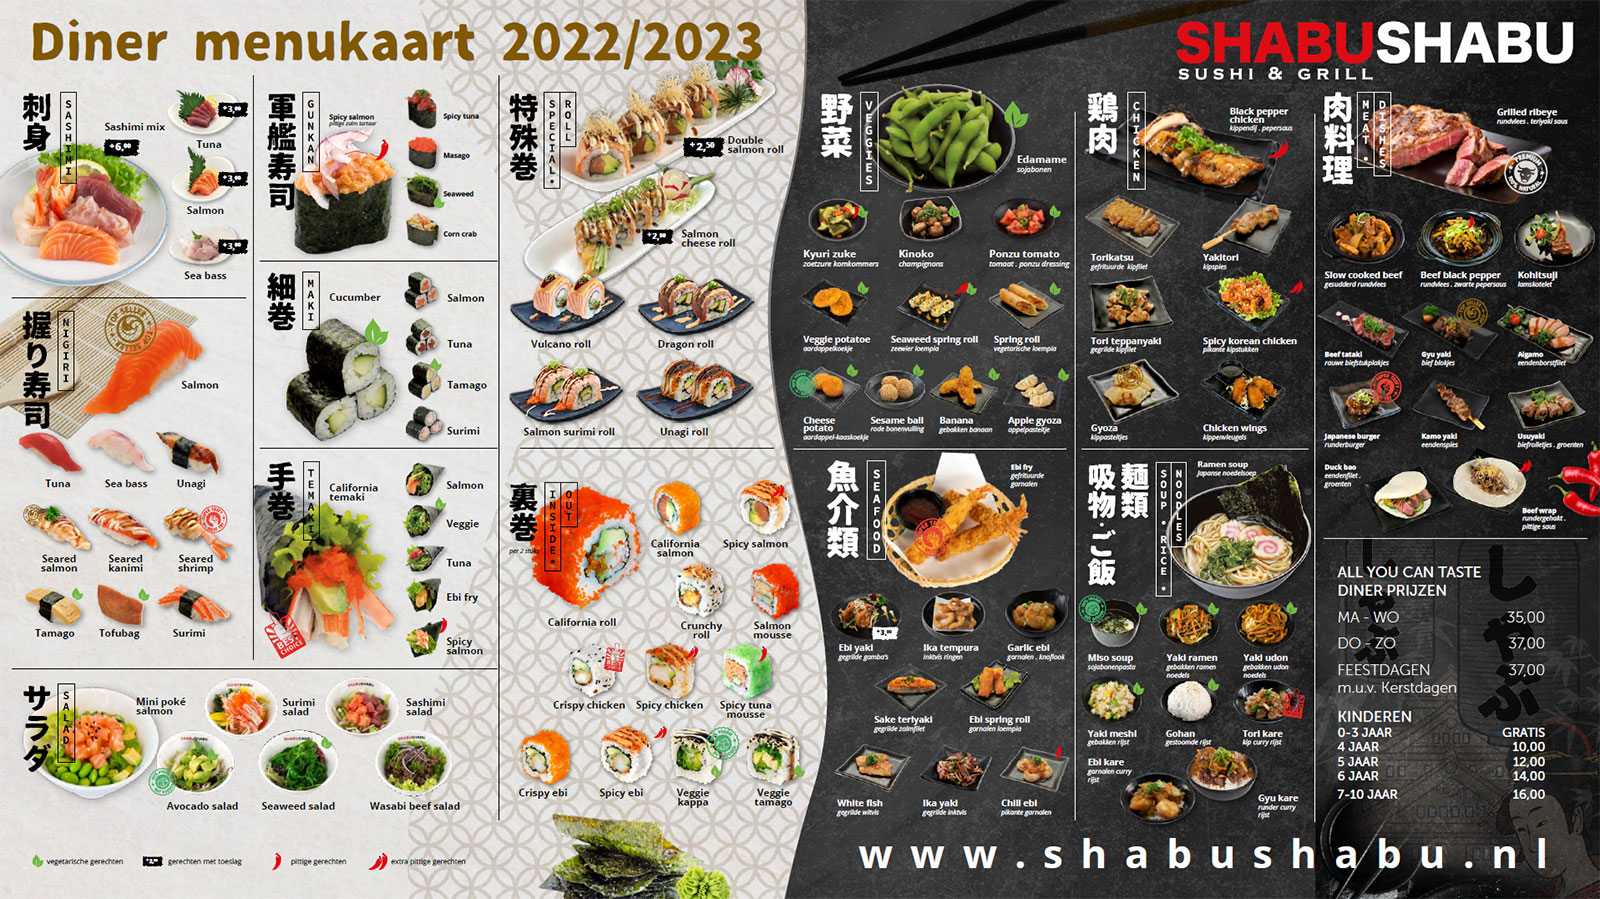 Diner menukaart 2022/2023
SHABUSHABU
SUSHI & GRILL
刺身
SASHIMI
Sashimi mix
+6,00
+3,00
Tuna
+3,00
Salmon
+3,00
Sea bass
握り寿司
NIGIRI
Salmon
Tuna
Sea bass
Unagi
Seared
salmon
Seared
kanimi
Seared
shrimp
Tamago
Tofubag
Surimi
軍艦寿司
GUNKAN
Spicy salmon
pittige zalm tartaar
Spicy tuna
Masago
Seaweed
Corn crab
細巻
MAKI
Cucumber
Salmon
Tuna
Tamago
Surimi
手巻
TEMAKI
California
temaki
Salmon
Veggie
Tuna
Ebi fry
Spicy
salmon
BEST
CHOICE
サラダ
SALAD
Mini poké
salmon
Surimi
salad
Sashimi
salad
Avocado salad
Seaweed salad
Wasabi beef salad
特殊巻
SPECIAL•
ROLL
+2,50
Double
salmon roll
+2,50
Salmon
cheese roll
Vulcano roll
Dragon roll
Salmon surimi roll
Unagi roll
裏巻
INSIDE•
OUT
per 2 stuks
California roll
California
salmon
Spicy salmon
Crunchy
roll
Salmon
mousse
Crispy chicken
Spicy chicken
Spicy tuna
mousse
Crispy ebi
Spicy ebi
Veggie
kappa
Veggie
tamago
vegetarische gerechten
gerechten met toeslag
pittige gerechten
extra pittige gerechten
野菜
VEGGIES
Edamame
sojabonen
Kyuri zuke
zoetzure komkommers
Kinoko
champignons
Ponzu tomato
tomaat . ponzu dressing
Veggie potatoe
aardappelkoekje
Seaweed spring roll
zeewier loempia
Spring roll
vegetarische loempia
Cheese
potato
aardappel-kaaskoekje
Sesame ball
rode bonenvulling
Banana
gebakken banaan
Apple gyoza
appelpasteitje
鶏肉
CHICKEN
Black pepper
chicken
kippendij . pepersaus
Torikatsu
gefrituurde kipfilet
Yakitori
kipspies
Tori teppanyaki
gegrilde kipfilet
Spicy korean chicken
pikante kipstukken
Gyoza
kippasteitjes
Chicken wings
kippenvleugels
肉料理
MEAT•
DISHES
Grilled ribeye
rundvlees . teriyaki saus
PREMIUM
100% NATURAL
Slow cooked beef
gesudderd rundvlees
Beef black pepper
rundvlees . zwarte pepersaus
Kohitsuji
lamskotelet
Beef tataki
rauwe biefstukplakjes
Gyu yaki
bief blokjes
Aigamo
eendenborstfilet
Japanese burger
runderburger
Kamo yaki
eendenspies
Usuyaki
biefrolletjes . groenten
Duck bao
eendenfilet .
groenten
Beef wrap
rundergehakt .
pittige saus
魚介類
SEAFOOD
Ebi fry
gefrituurde
garnalen
+3,00
Ebi yaki
gegrilde gamba's
Ika tempura
inktvis ringen
Garlic ebi
garnalen . knoflook
Sake teriyaki
gegrilde zalmfilet
Ebi spring roll
garnalen loempia
White fish
gegrilde witvis
Ika yaki
gegrilde inktvis
Chili ebi
pikante garnalen
吸物・ご飯
麺類
SOUP•RICE•
NOODLES
Ramen soup
Japanse noedelsoep
Miso soup
sojabonenpasta
Yaki ramen
gebakken ramen
noedels
Yaki udon
gebakken udon
noedels
Yaki meshi
gebakken rijst
Gohan
gestoomde rijst
Tori kare
kip curry rijst
Ebi kare
garnalen curry
rijst
Gyu kare
runder curry
rijst
ALL YOU CAN TASTE
DINER PRIJZEN
MA - WO 35,00
DO - ZO 37,00
FEESTDAGEN 37,00
m.u.v. Kerstdagen
KINDEREN
0-3 JAAR GRATIS
4 JAAR 10,00
5 JAAR 12,00
6 JAAR 14,00
7-10 JAAR 16,00
www.shabushabu.nl